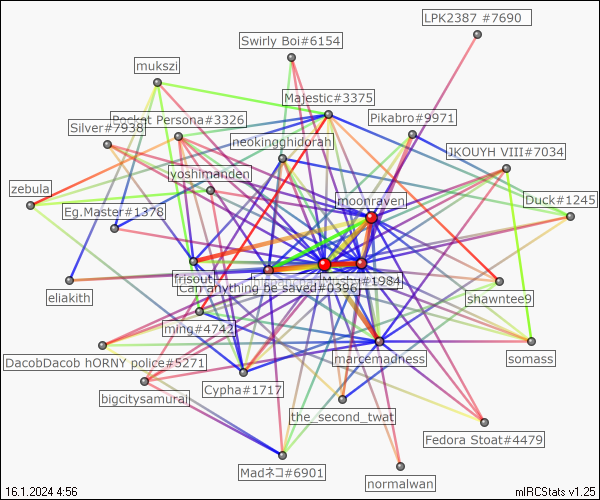 LPK2387 #7690
Swirly Boi#6154
mukszi
Majestic#3375
Pikabro#9971
Pocket Persona#3326
Silver#7938
neokingghidorah
JKOUYH VIII#7034
yoshimanden
zebula
moonraven
Duck#1245
Eg.Master#1378
frisout
#1984
can anything be saved#0396
eliakith
shawntee9
ming#4742
marcemadness
somass
DacobDacob hORNY police#5271
Cypha#1717
bigcitysamurai
the_second_twat
Fedora Stoat#4479
Madネコ#6901
normalwan
16.1.2024 4:56
mIRCStats v1.25